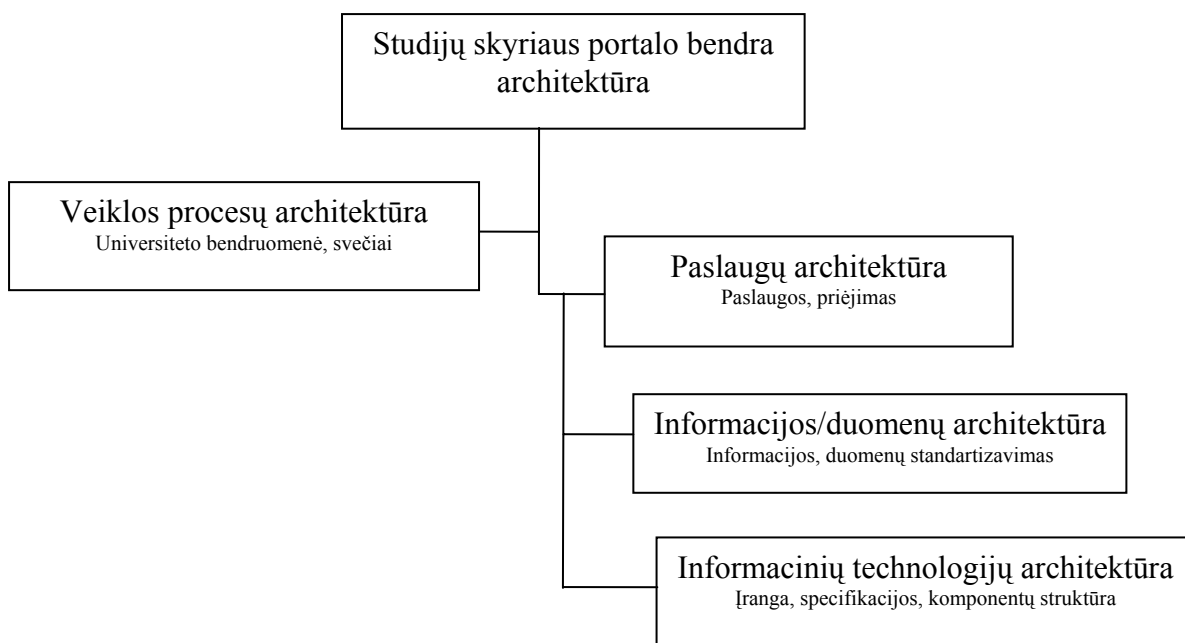 Studijų skyriaus portalo bendra
architektūra
Veiklos procesų architektūra
Universiteto bendruomenė, svečiai
Paslaugų architektūra
Paslaugos, priėjimas
Informacijos/duomenų architektūra
Informacijos, duomenų standartizavimas
Informacinių technologijų architektūra
Įranga, specifikacijos, komponentų struktūra